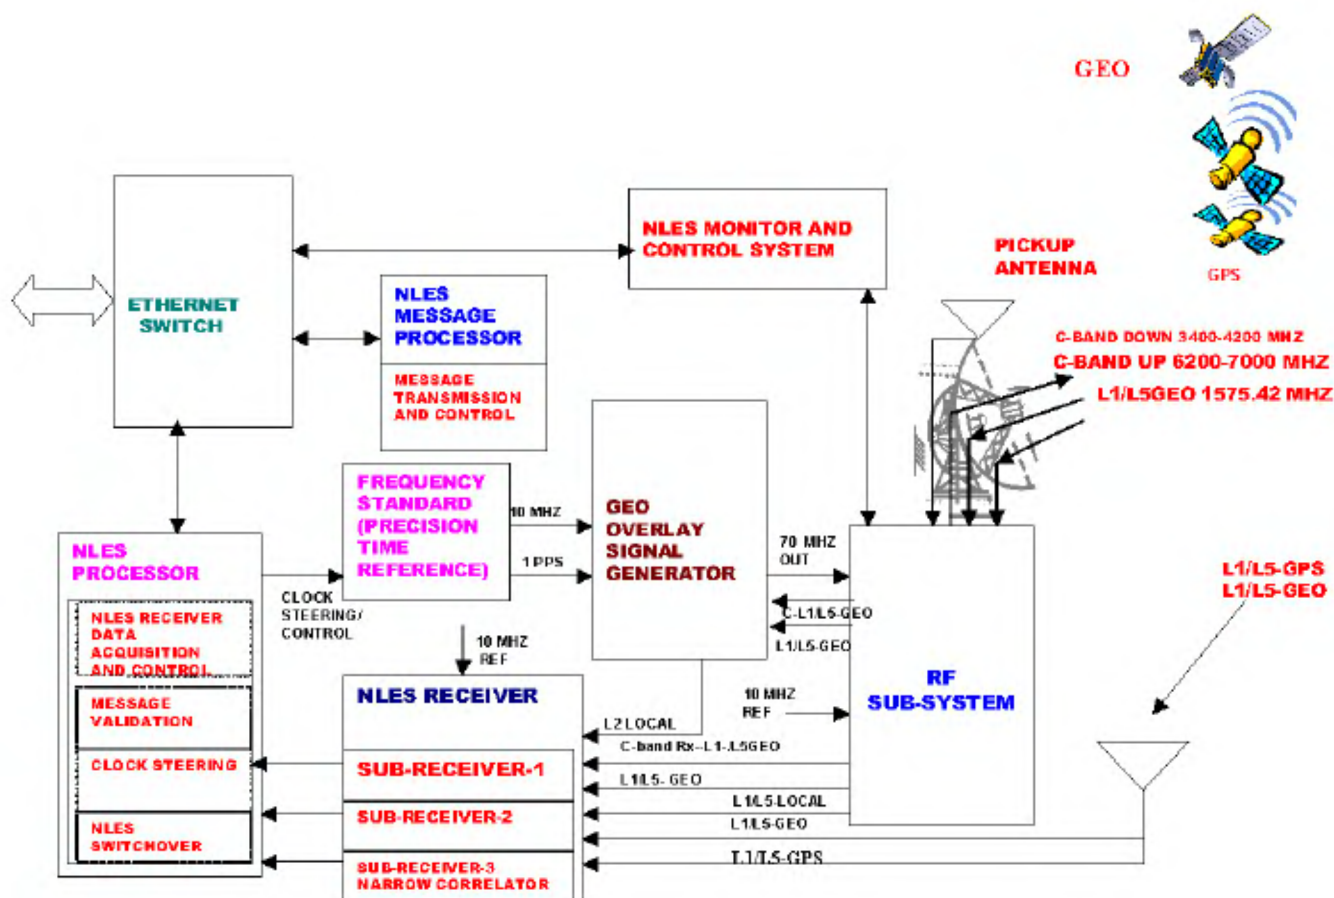 GEO
GPS
PICKUP
ANTENNA
C-BAND DOWN 3400-4200 MHZ
C-BAND UP 6200-7000 MHZ
L1/L5GEO 1575.42 MHZ
NLES MONITOR AND
CONTROL SYSTEM
ETHERNET
SWITCH
NLES
MESSAGE
PROCESSOR
MESSAGE
TRANSMISSION
AND CONTROL
FREQUENCY
STANDARD
(PRECISION
TIME
REFERENCE)
10 MHZ
1 PPS
GEO
OVERLAY
SIGNAL
GENERATOR
70 MHZ
OUT
C-L1/L5-GEO
L1/L5-GEO
RF
SUB-SYSTEM
L1/L5-GPS
L1/L5-GEO
NLES
PROCESSOR
NLES RECEIVER
DATA
ACQUISITION
AND CONTROL
MESSAGE
VALIDATION
CLOCK STEERING
NLES
SWITCHOVER
CLOCK
STEERING/
CONTROL
10 MHZ
REF
NLES RECEIVER
SUB-RECEIVER-1
SUB-RECEIVER-2
SUB-RECEIVER-3
NARROW CORRELATOR
10 MHZ
REF
L2 LOCAL
C-band Rx--L1-/L5GEO
L1/L5- GEO
L1/L5-LOCAL
L1/L5-GEO
L1/L5-GPS